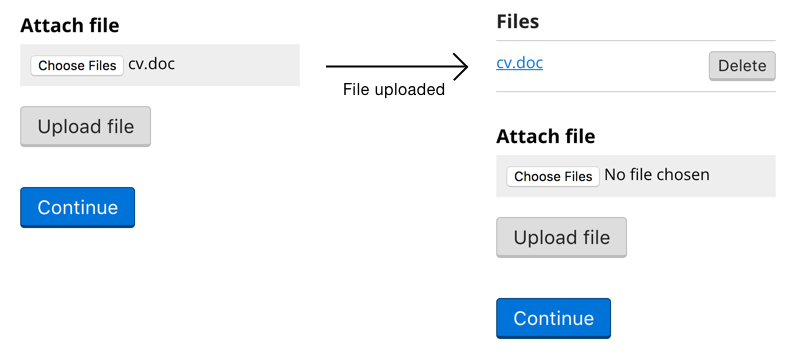 Attach file
Choose Files cv.doc
Upload file
Continue
File uploaded
Files
cv.doc Delete
Attach file
Choose Files No file chosen
Upload file
Continue